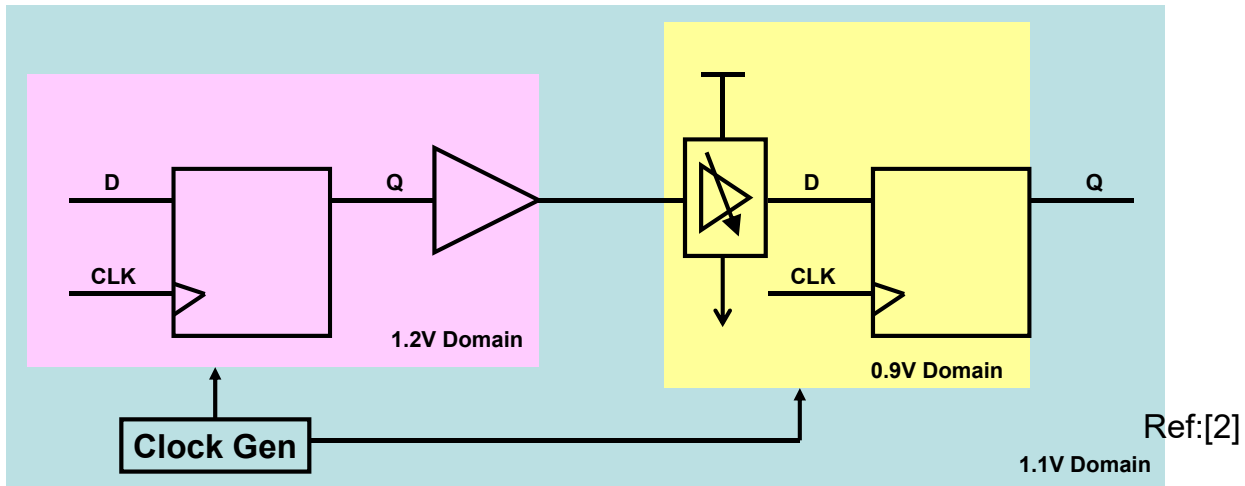 D
Q
D
Q
CLK
CLK
1.2V Domain
0.9V Domain
Clock Gen
Ref:[2]
1.1V Domain